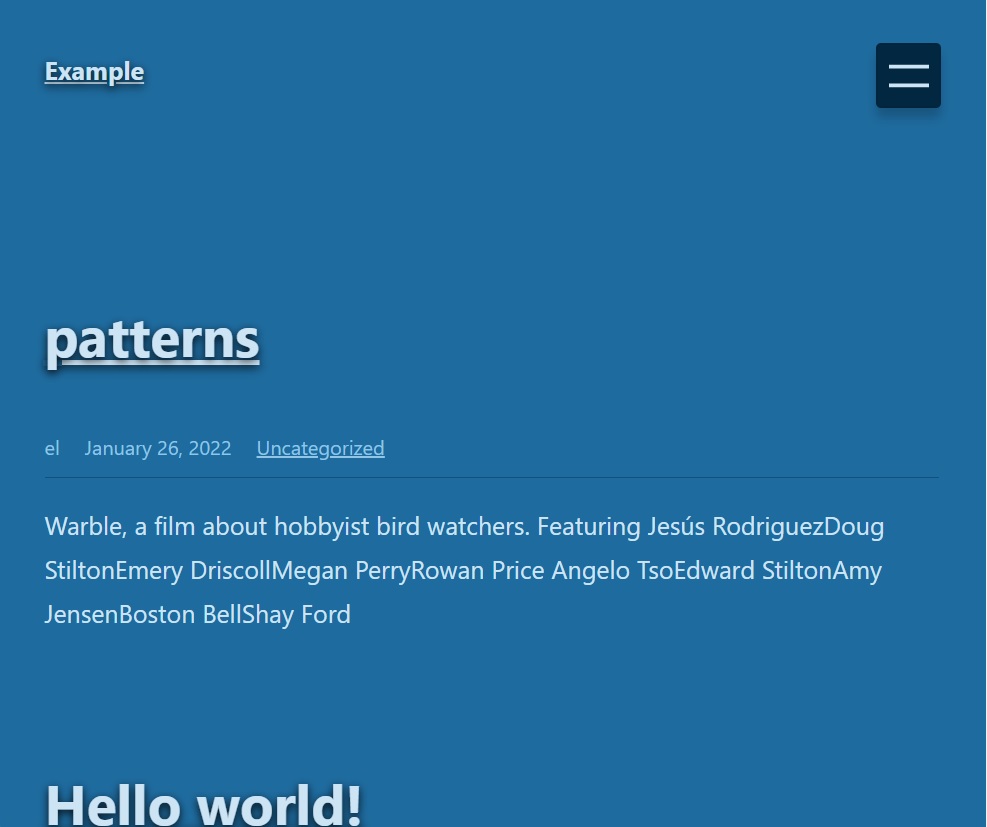 Example
patterns
el January 26, 2022 Uncategorized
Warble, a film about hobbyist bird watchers. Featuring Jesús RodriguezDoug
StiltonEmery DriscollMegan PerryRowan Price Angelo TsoEdward StiltonAmy
JensenBoston BellShay Ford
Hello world!